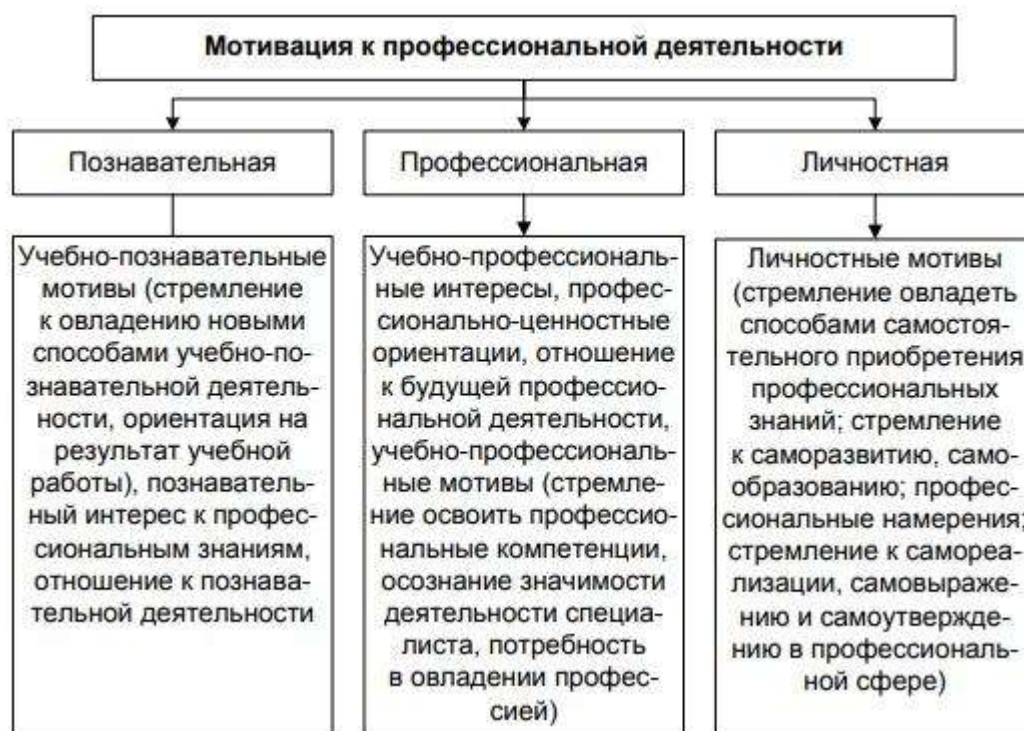 Мотивация к профессиональной деятельности
Познавательная
Профессиональная
Личностная
Учебно-познавательные
мотивы (стремление
к овладению новыми
способами учебно-по-
знавательной деятель-
ности, ориентация на
результат учебной
работы), познаватель-
ный интерес к профес-
сиональным знаниям,
отношение к познава-
тельной деятельности
Учебно-профессиональ-
ные интересы, профес-
сионально-ценностные
ориентации, отношение
к будущей профессио-
нальной деятельности,
учебно-профессиональ-
ные мотивы (стремле-
ние освоить профессио-
нальные компетенции,
осознание значимости
деятельности специа-
листа, потребность
в овладении профес-
сией)
Личностные мотивы
(стремление овладеть
способами самостоя-
тельного приобретения
профессиональных
знаний; стремление
к саморазвитию, само-
образованию; профес-
сиональные намерения;
стремление к самореа-
лизации, самовыраже-
нию и самоутвержде-
нию в профессиональ-
ной сфере)